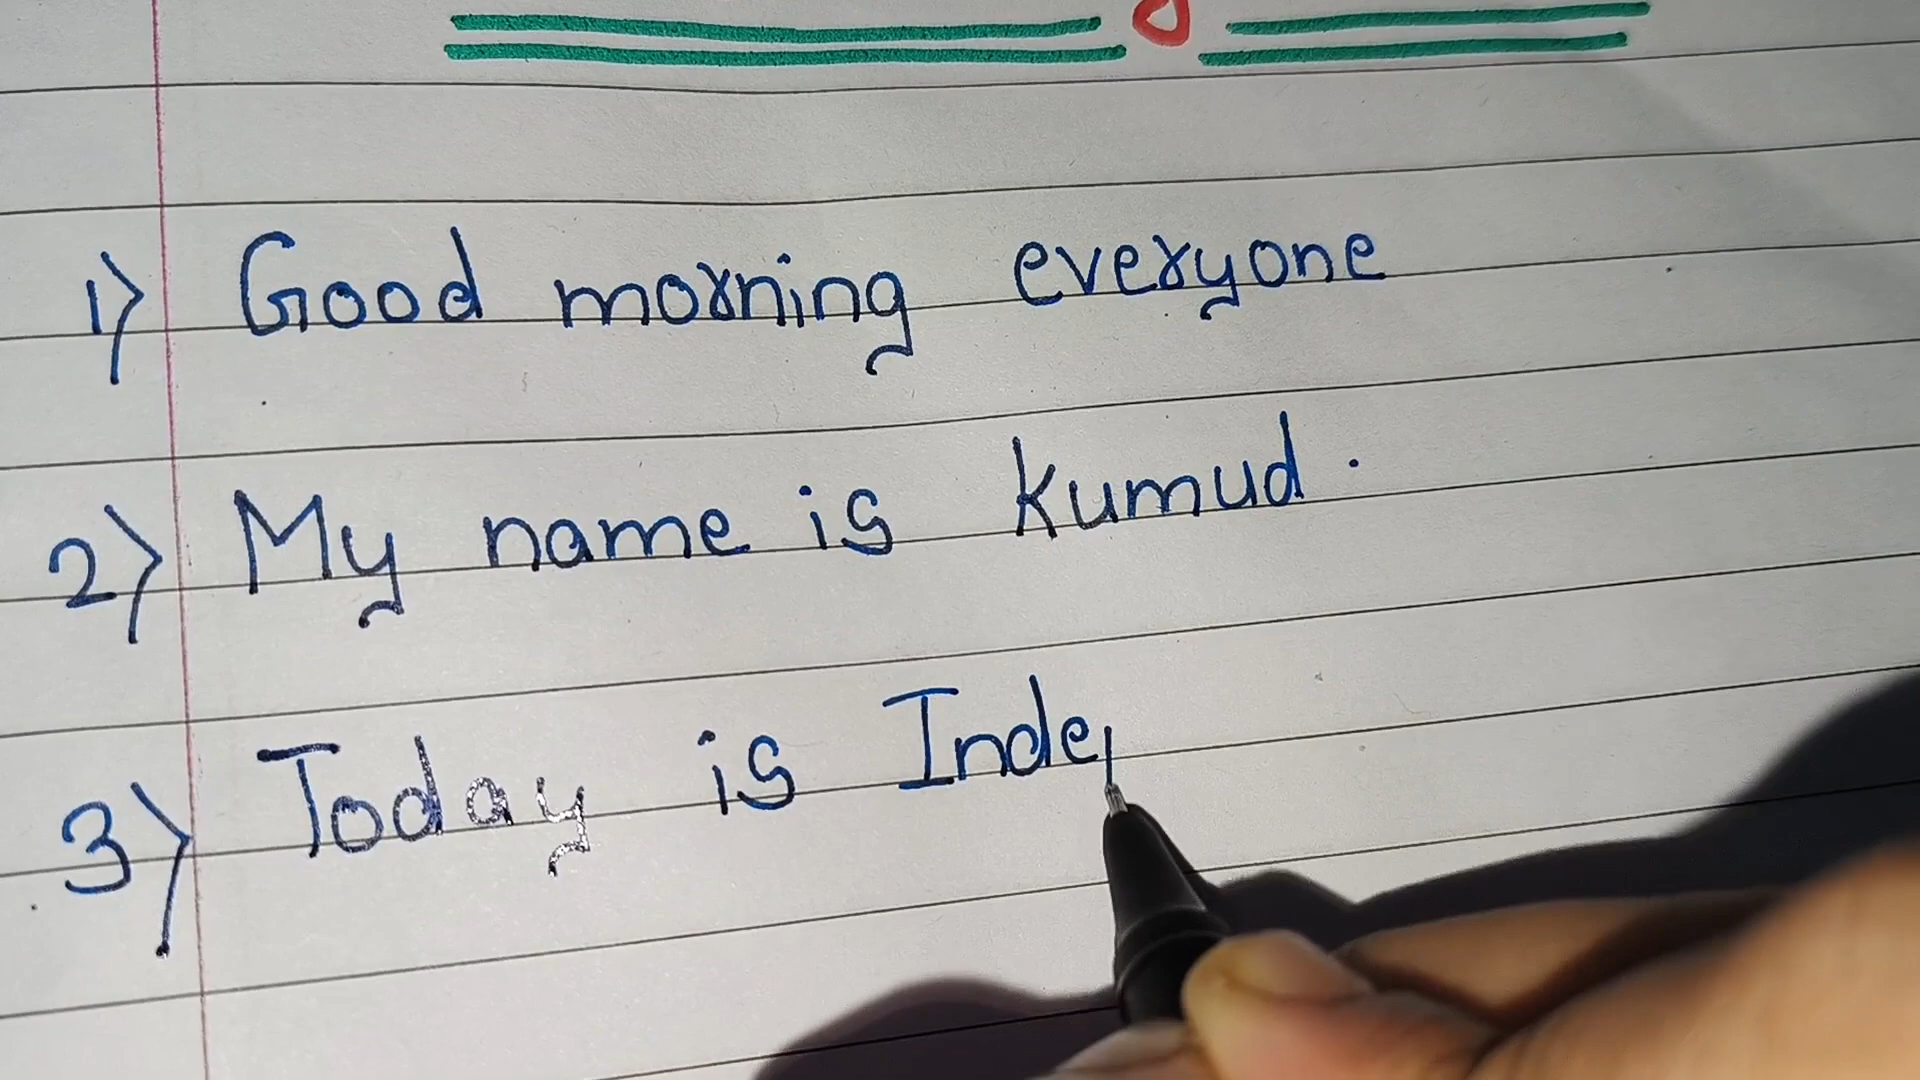 1) Good morning everyone
2) My name is Kumud.
3) Today is Inde